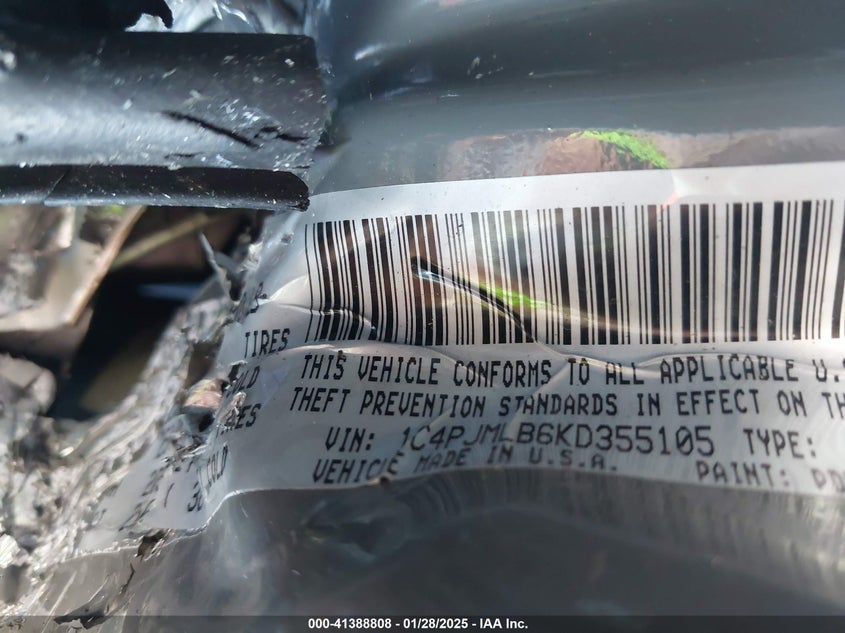 TIRES
THIS VEHICLE CONFORMS TO ALL APPLICABLE U.S
THEFT PREVENTION STANDARDS IN EFFECT ON TH
VIN: 1C4PJMLB6KD355105 TYPE:
VEHICLE MADE IN U.S.A. PAINT:
COLD
000-41388808 - 01/28/2025 - IAA Inc.